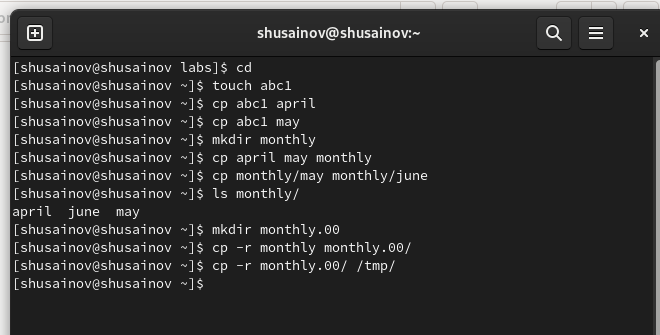 shusainov@shusainov:~
[shusainov@shusainov labs]$ cd
[shusainov@shusainov ~]$ touch abc1
[shusainov@shusainov ~]$ cp abc1 april
[shusainov@shusainov ~]$ cp abc1 may
[shusainov@shusainov ~]$ mkdir monthly
[shusainov@shusainov ~]$ cp april may monthly
[shusainov@shusainov ~]$ cp monthly/may monthly/june
[shusainov@shusainov ~]$ ls monthly/
april  june  may
[shusainov@shusainov ~]$ mkdir monthly.00
[shusainov@shusainov ~]$ cp -r monthly monthly.00/
[shusainov@shusainov ~]$ cp -r monthly.00/ /tmp/
[shusainov@shusainov ~]$